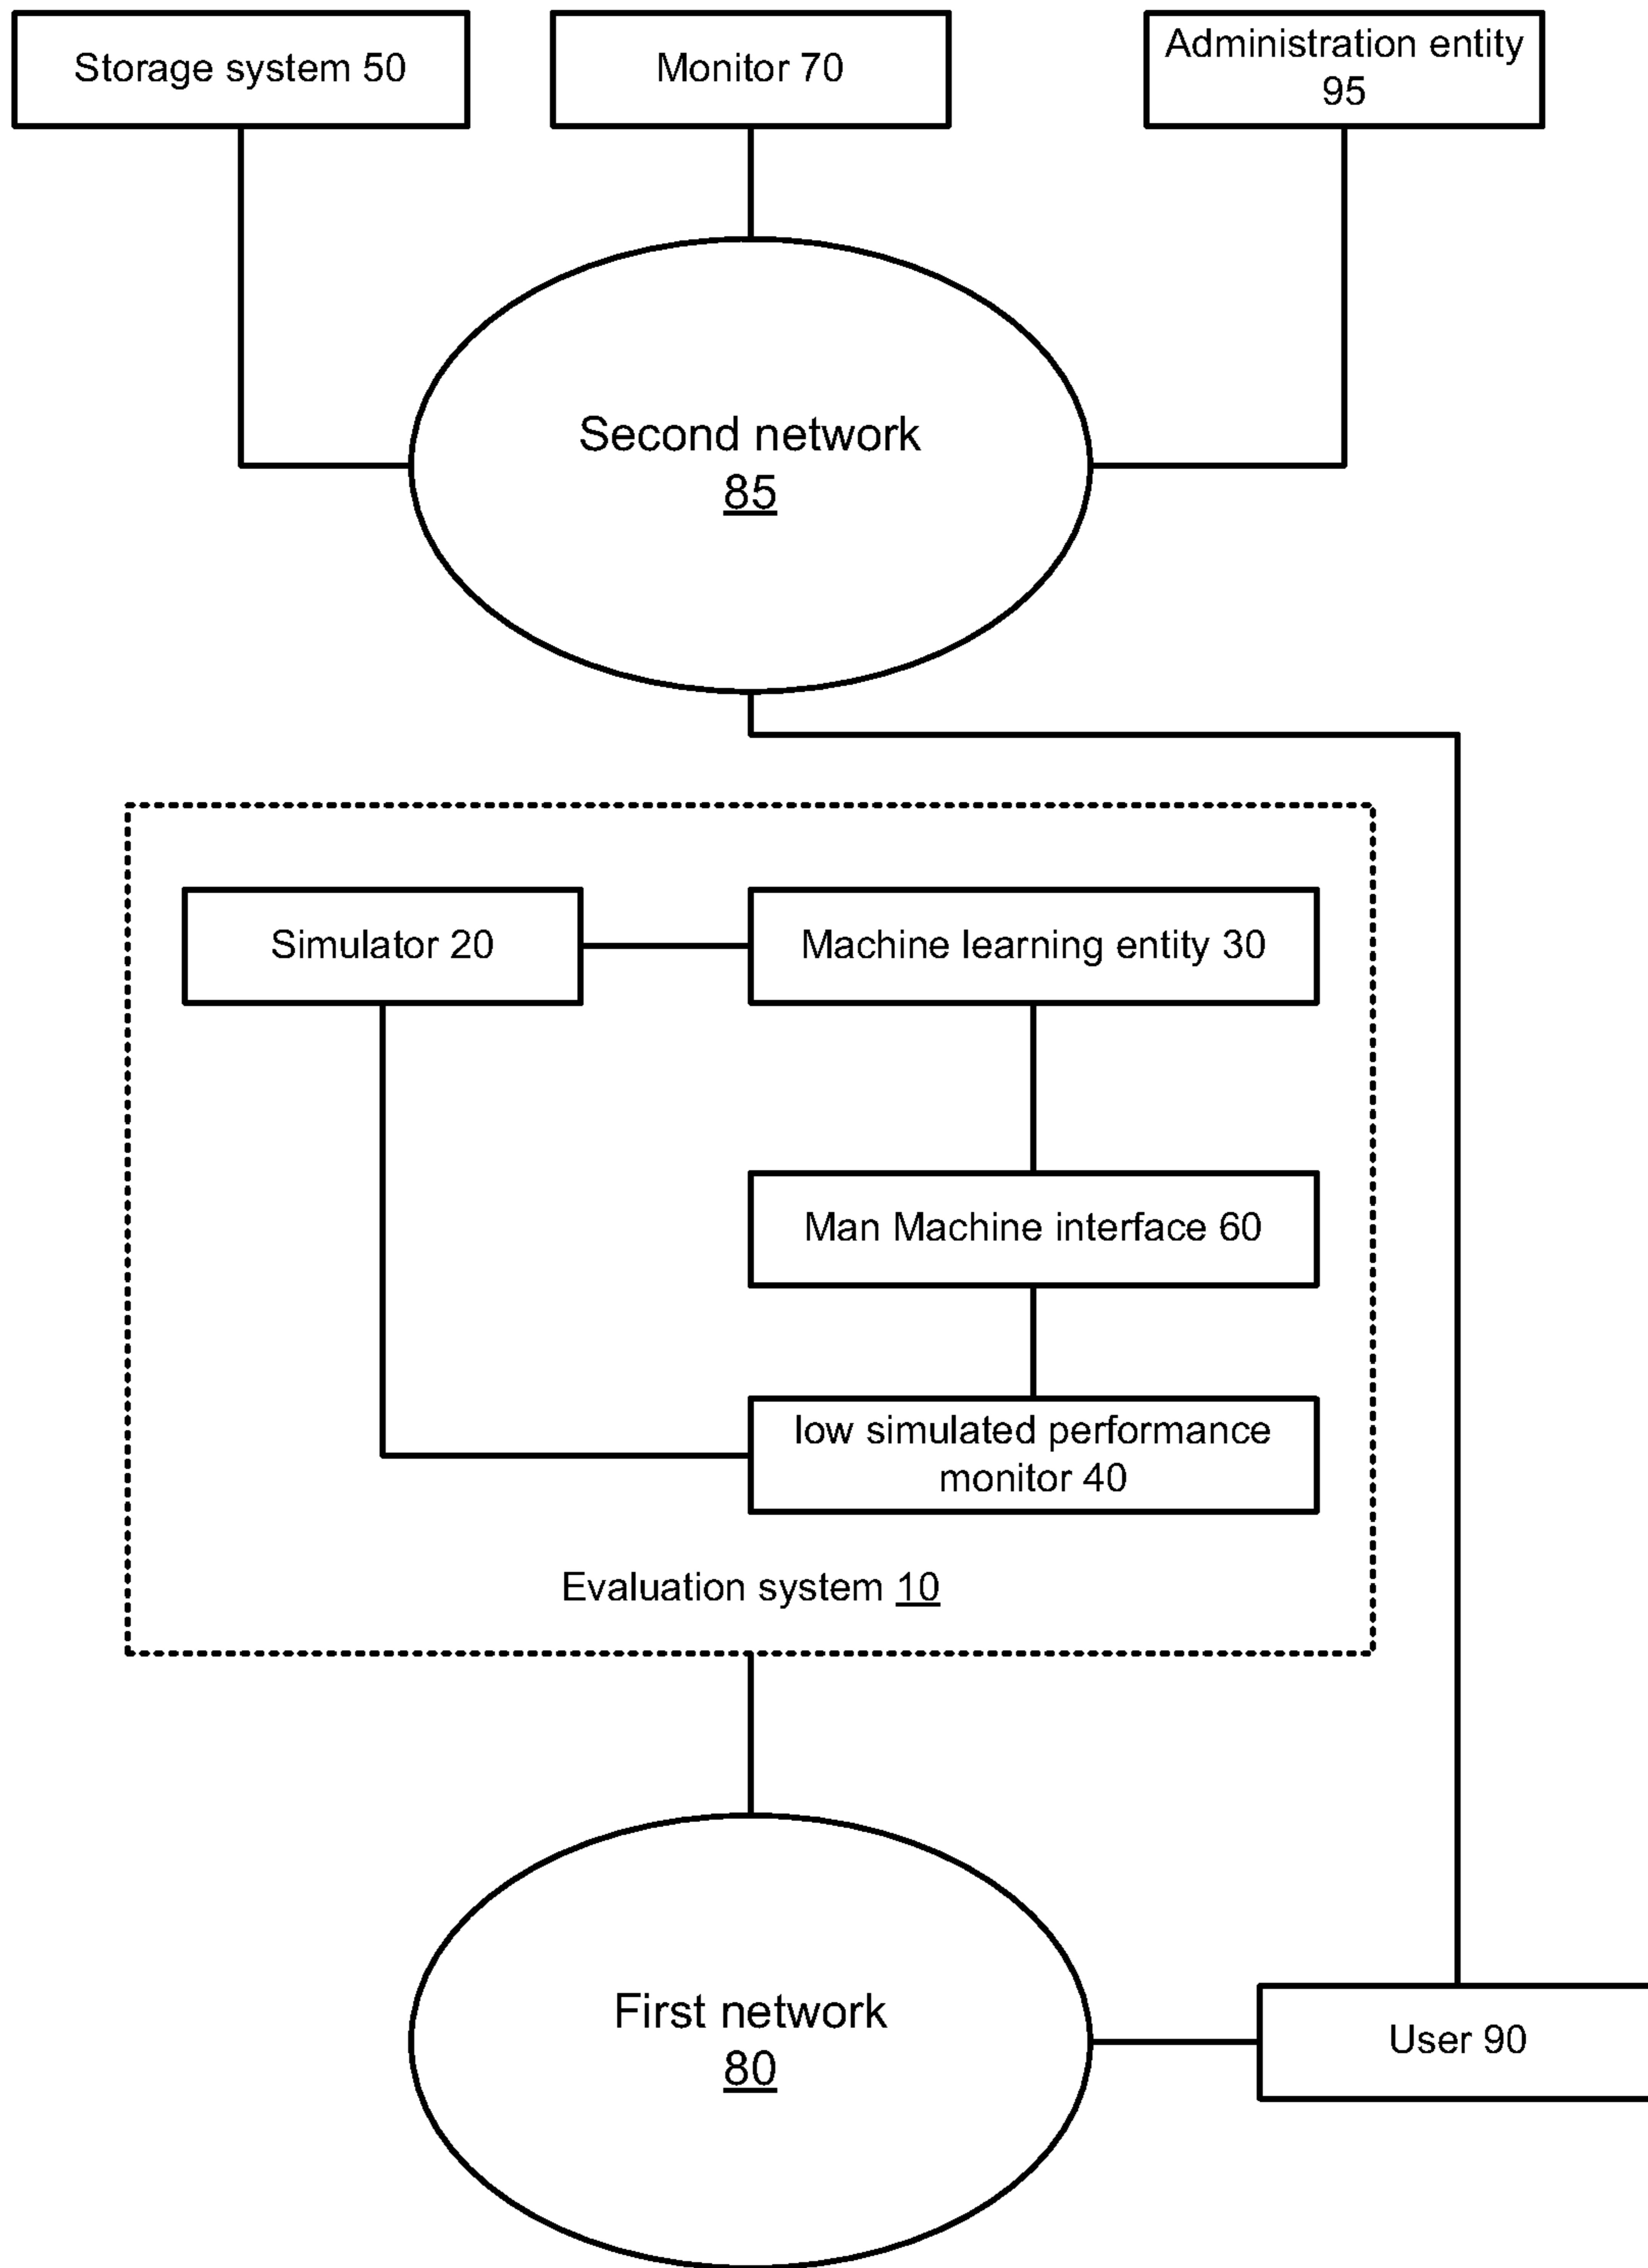 Storage system 50
Monitor 70
Administration entity
95
Second network
85
Simulator 20
Machine learning entity 30
Man Machine interface 60
low simulated performance
monitor 40
Evaluation system 10
First network
80
User 90